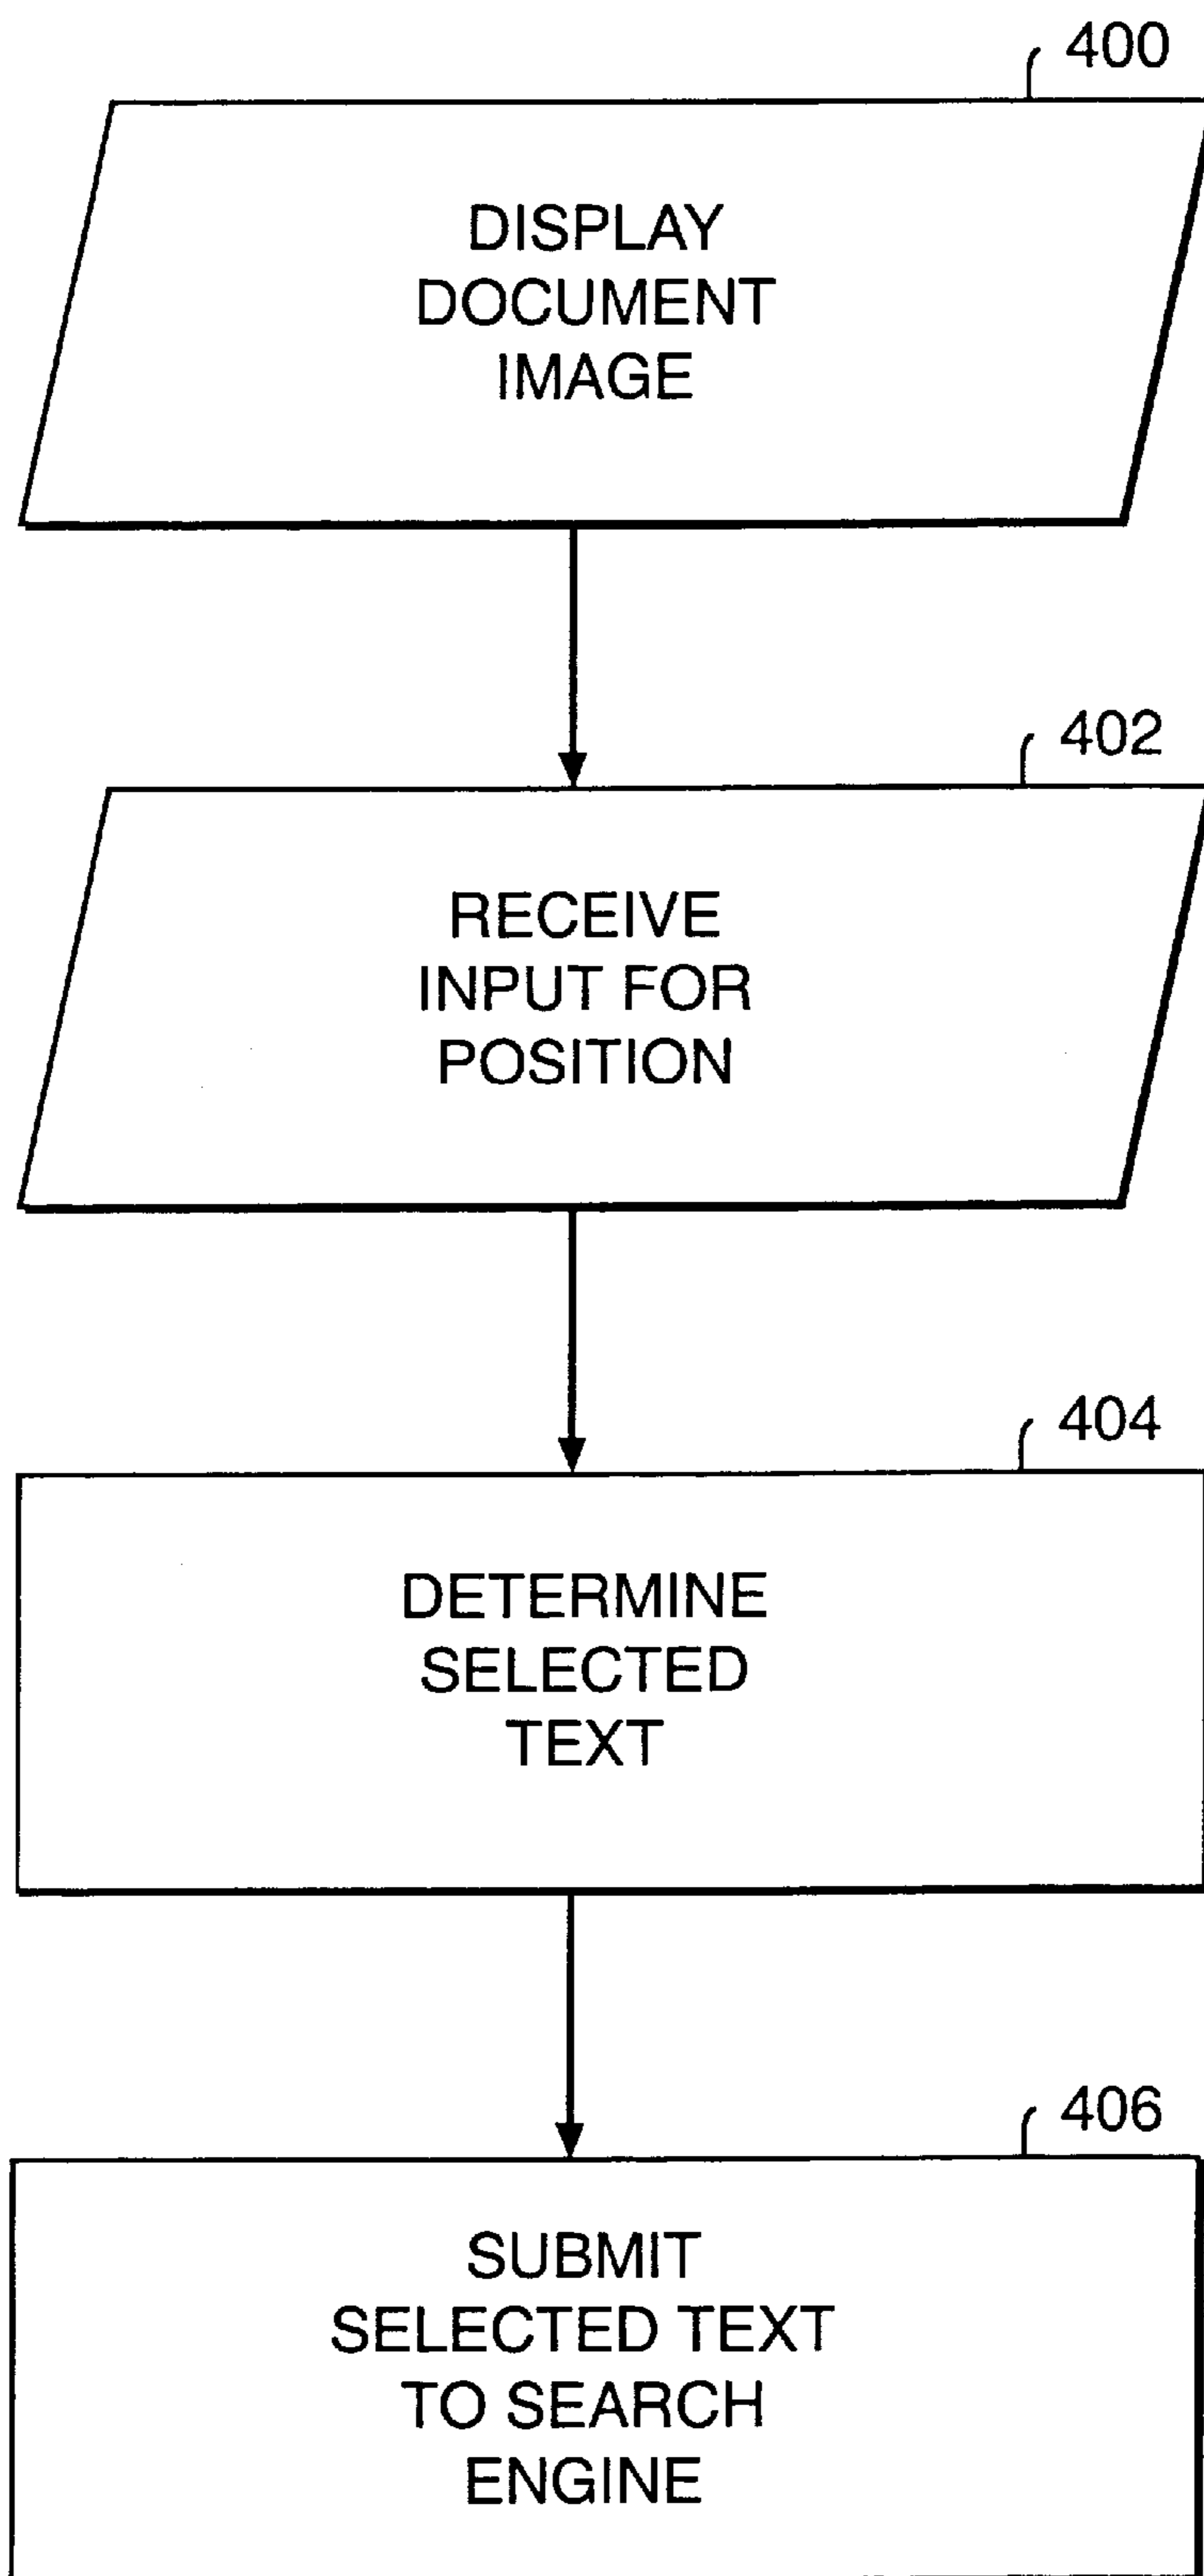 400
DISPLAY
DOCUMENT
IMAGE
402
RECEIVE
INPUT FOR
POSITION
404
DETERMINE
SELECTED
TEXT
406
SUBMIT
SELECTED TEXT
TO SEARCH
ENGINE